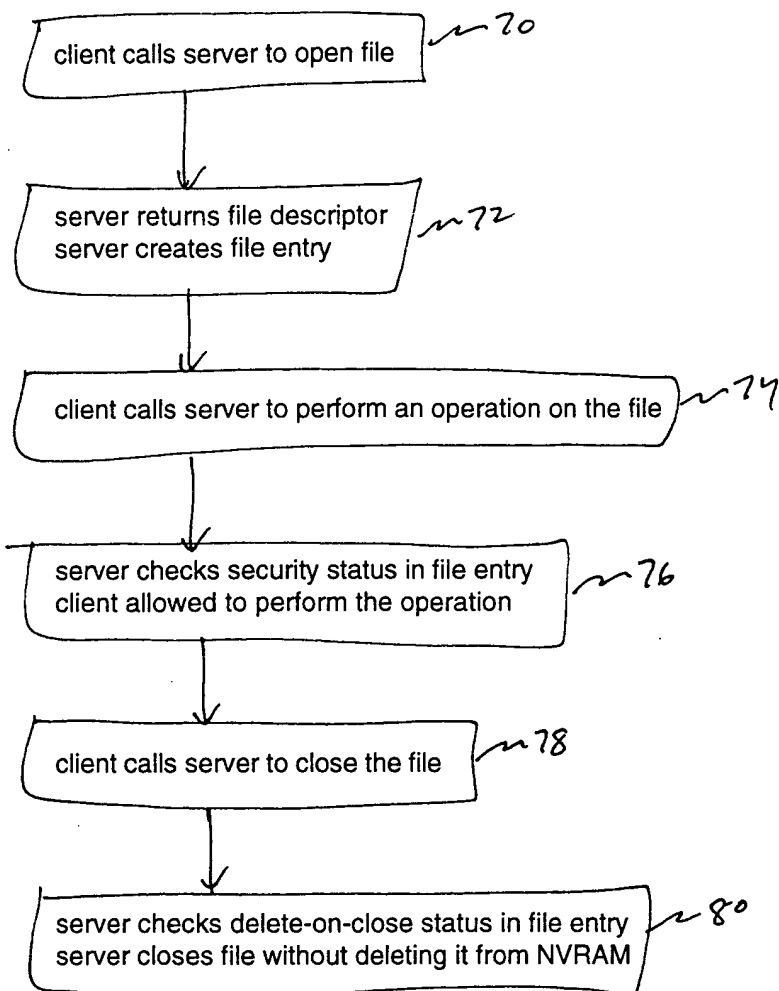 client calls server to open file
70
server returns file descriptor
72
server creates file entry
client calls server to perform an operation on the file
74
server checks security status in file entry
76
client allowed to perform the operation
client calls server to close the file
78
server checks delete-on-close status in file entry
80
server closes file without deleting it from NVRAM